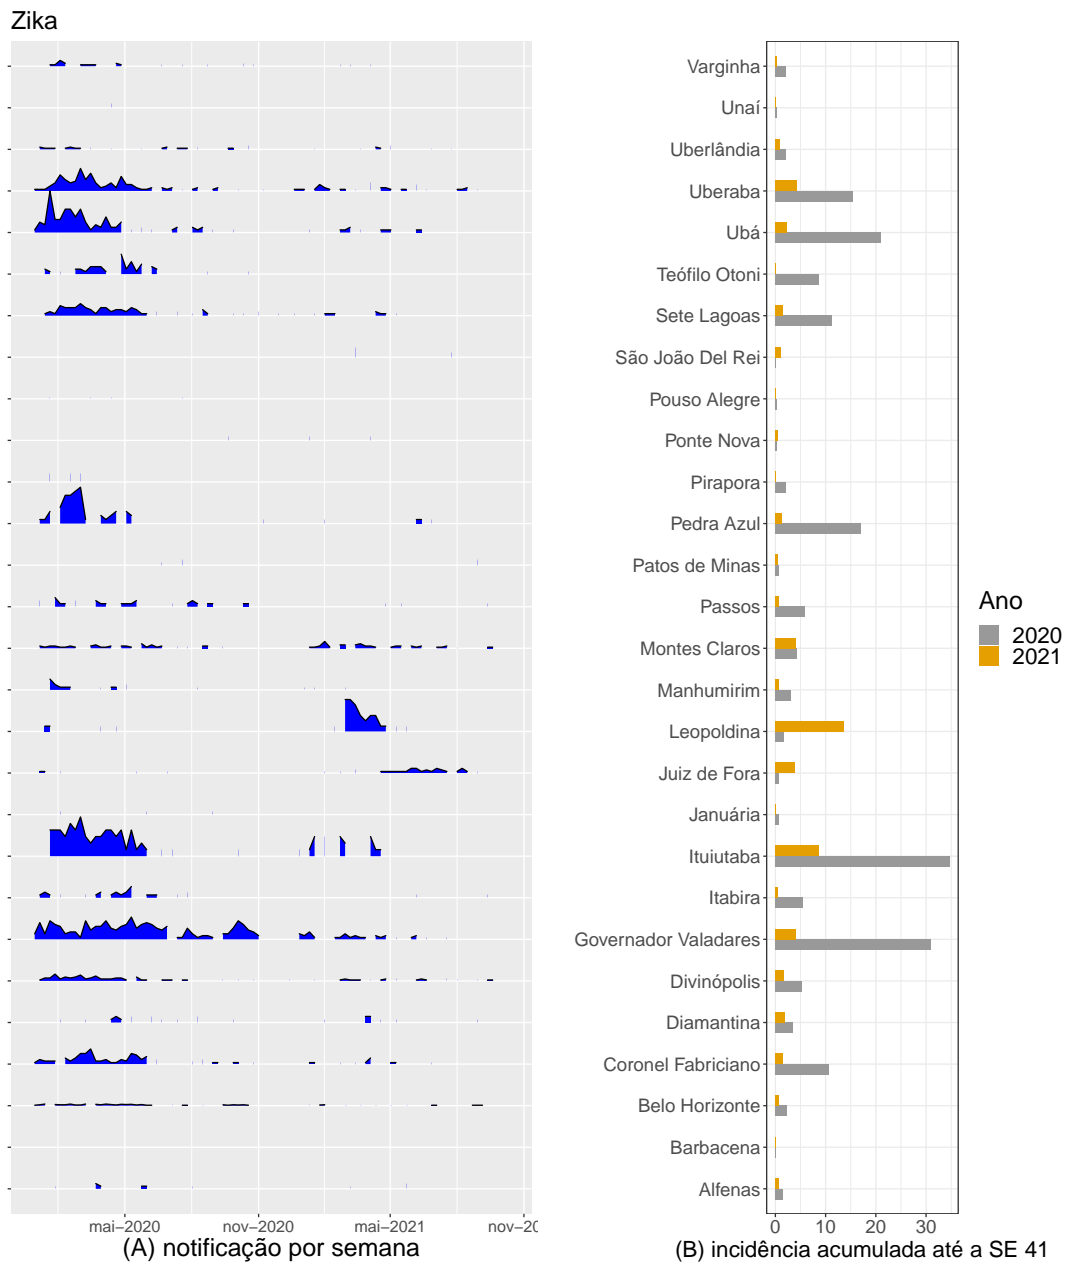 Zika
Varginha
Unaí
Uberlândia
Uberaba
Ubá
Teófilo Otoni
Sete Lagoas
São João Del Rei
Pouso Alegre
Ponte Nova
Pirapora
Pedra Azul
Patos de Minas
Passos
Montes Claros
Manhumirim
Leopoldina
Juiz de Fora
Januária
Ituiutaba
Itabira
Governador Valadares
Divinópolis
Diamantina
Coronel Fabriciano
Belo Horizonte
Barbacena
Alfenas
Ano
2020
2021
mai–2020 nov–2020 mai–2021 nov–20
0 10 20 30
(A) notificação por semana
(B) incidência acumulada até a SE 41